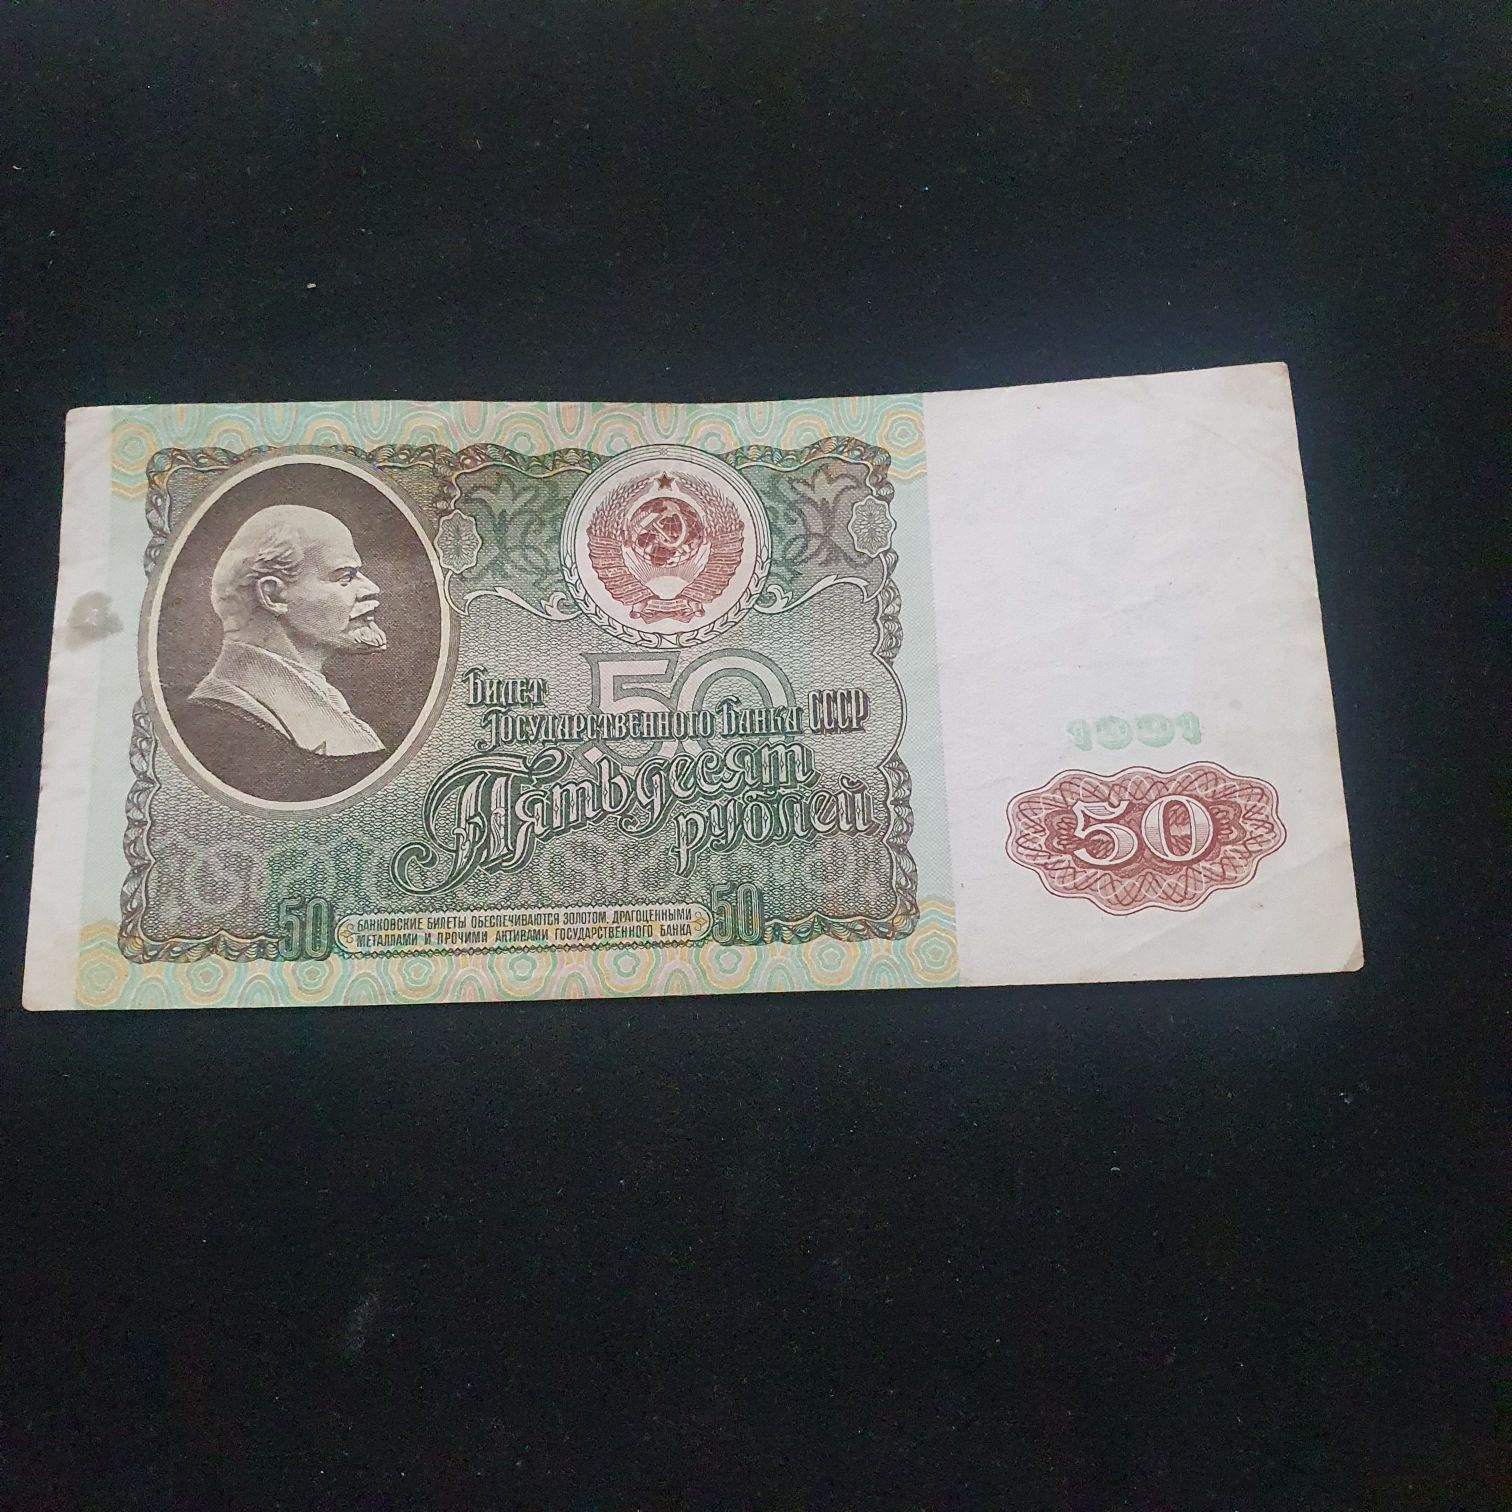 50
Билет
Государственного Банка СССР
Пятьдесят
рублей
50 БАНКОВСКИЕ БИЛЕТЫ ОБЕСПЕЧИВАЮТСЯ ЗОЛОТОМ, ДРАГОЦЕННЫМИ 50
МЕТАЛЛАМИ И ПРОЧИМИ АКТИВАМИ ГОСУДАРСТВЕННОГО БАНКА
1991
50